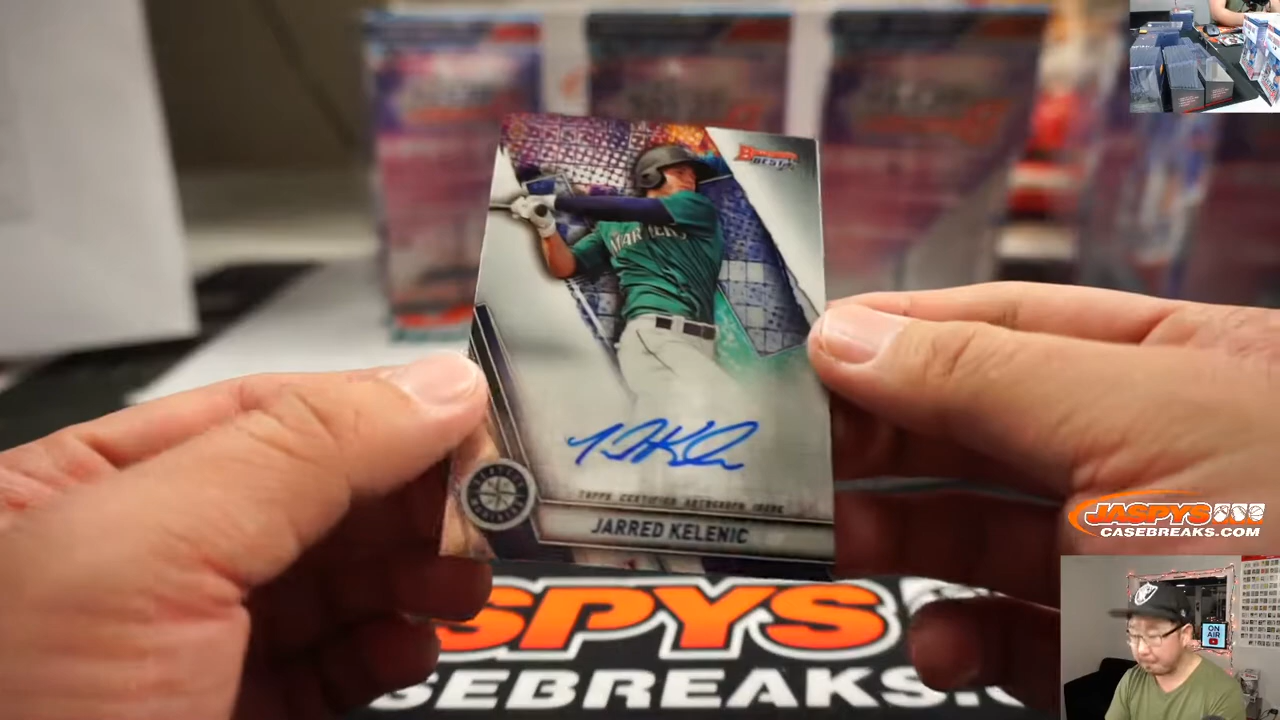 BOWMAN'S
BEST
MARINERS
TOPPS CERTIFIED AUTOGRAPH ISSUE
JARRED KELENIC
JASPYS
CASEBREAKS.COM
ON
AIR
SPYS
SEBREAKS.